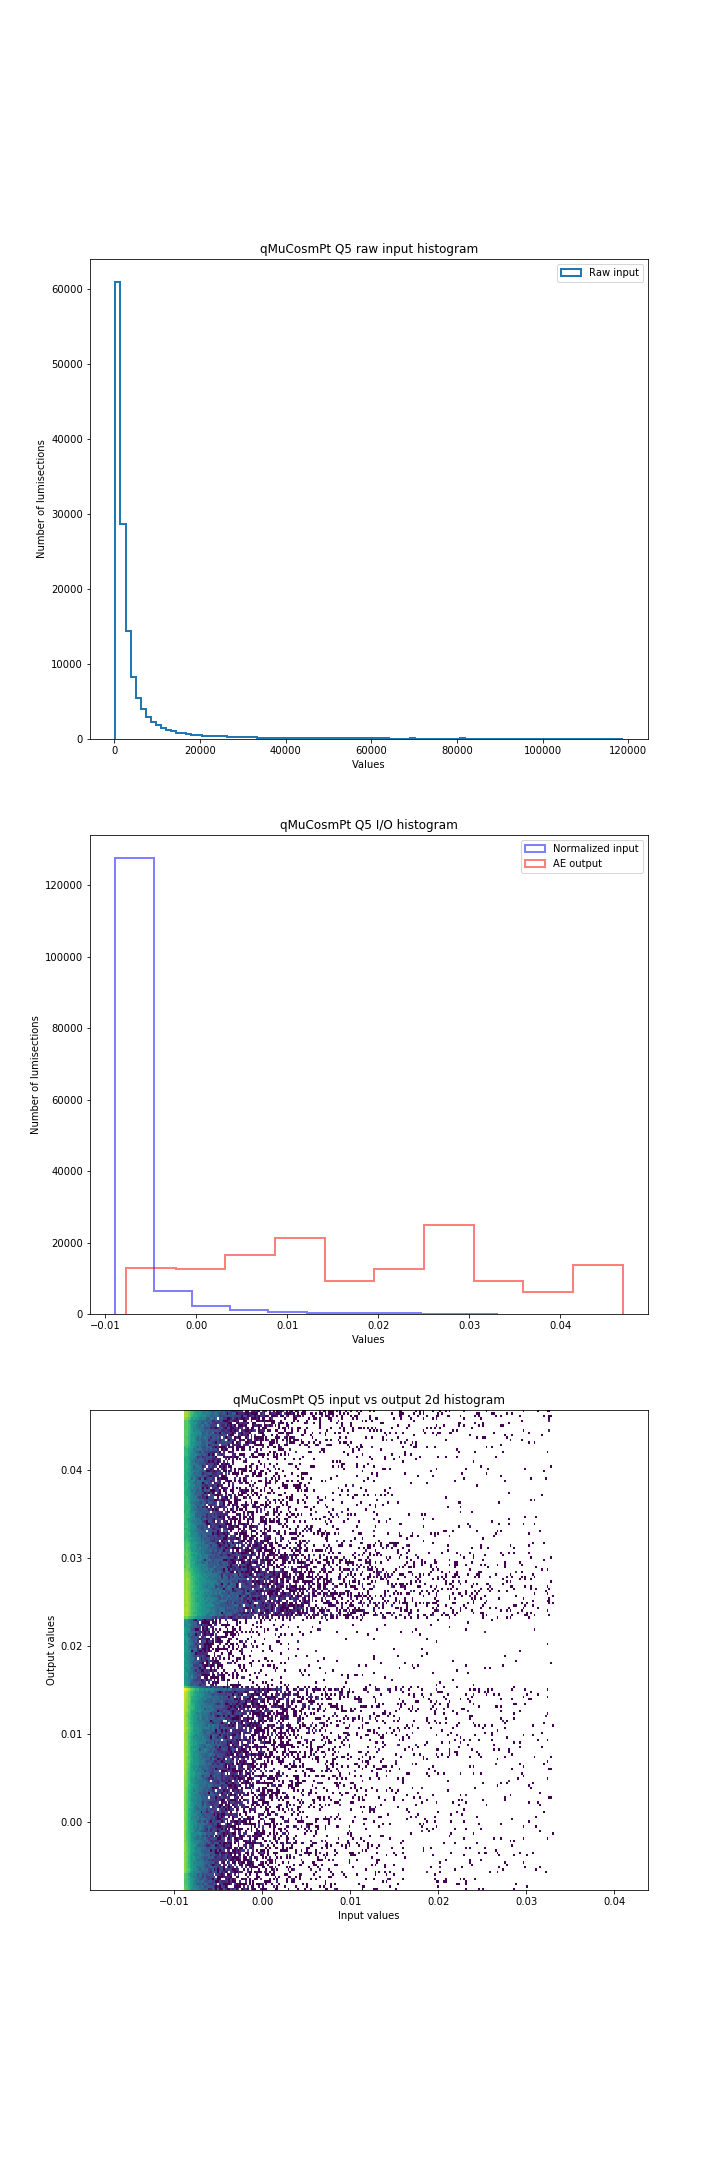 qMuCosmPt Q5 raw input histogram
Raw input
Number of lumisections
60000
50000
40000
30000
20000
10000
0
0 20000 40000 60000 80000 100000 120000
Values
qMuCosmPt Q5 I/O histogram
Normalized input
AE output
Number of lumisections
120000
100000
80000
60000
40000
20000
0
−0.01 0.00 0.01 0.02 0.03 0.04
Values
qMuCosmPt Q5 input vs output 2d histogram
Output values
0.04
0.03
0.02
0.01
0.00
−0.01 0.00 0.01 0.02 0.03 0.04
Input values